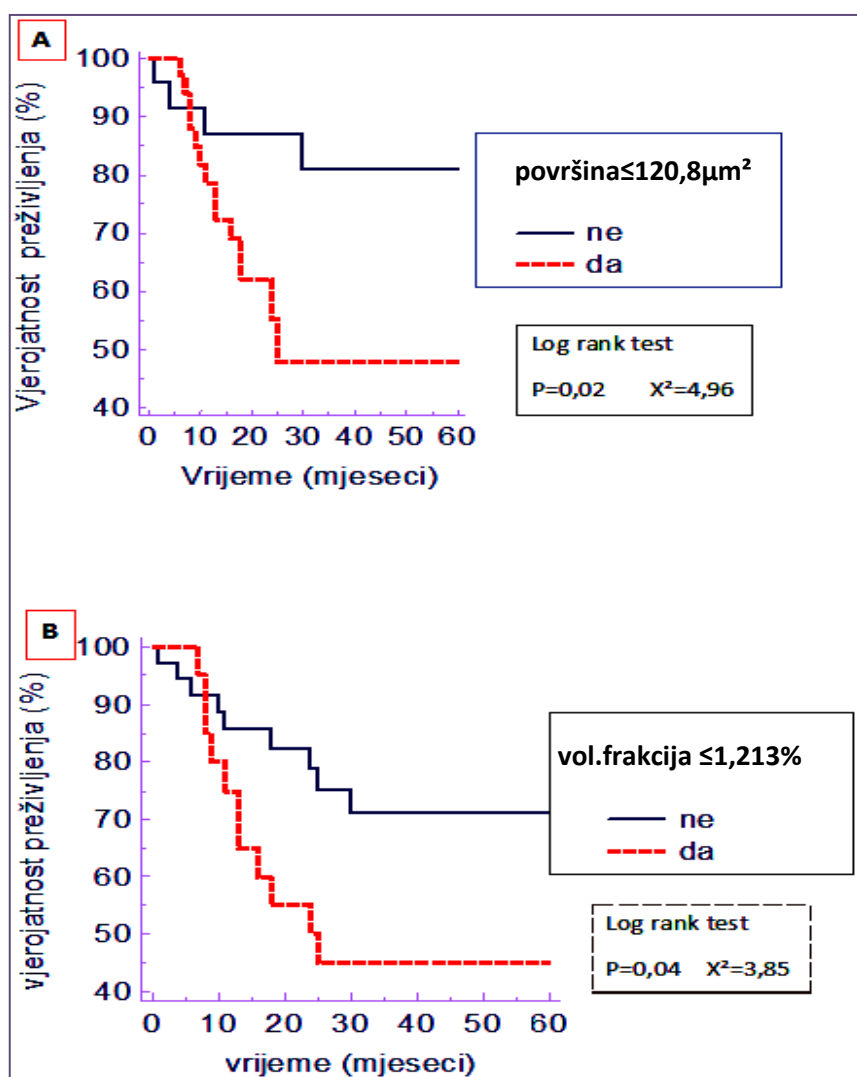 A
Vjerojatnost preživljenja (%)
100
90
80
70
60
50
40
0 10 20 30 40 50 60
Vrijeme (mjeseci)
površina≤120,8µm²
ne
da
Log rank test
P=0,02 X²=4,96
B
vjerojatnost preživljenja (%)
100
90
80
70
60
50
40
0 10 20 30 40 50 60
vrijeme (mjeseci)
vol.frakcija ≤1,213%
ne
da
Log rank test
P=0,04 X²=3,85